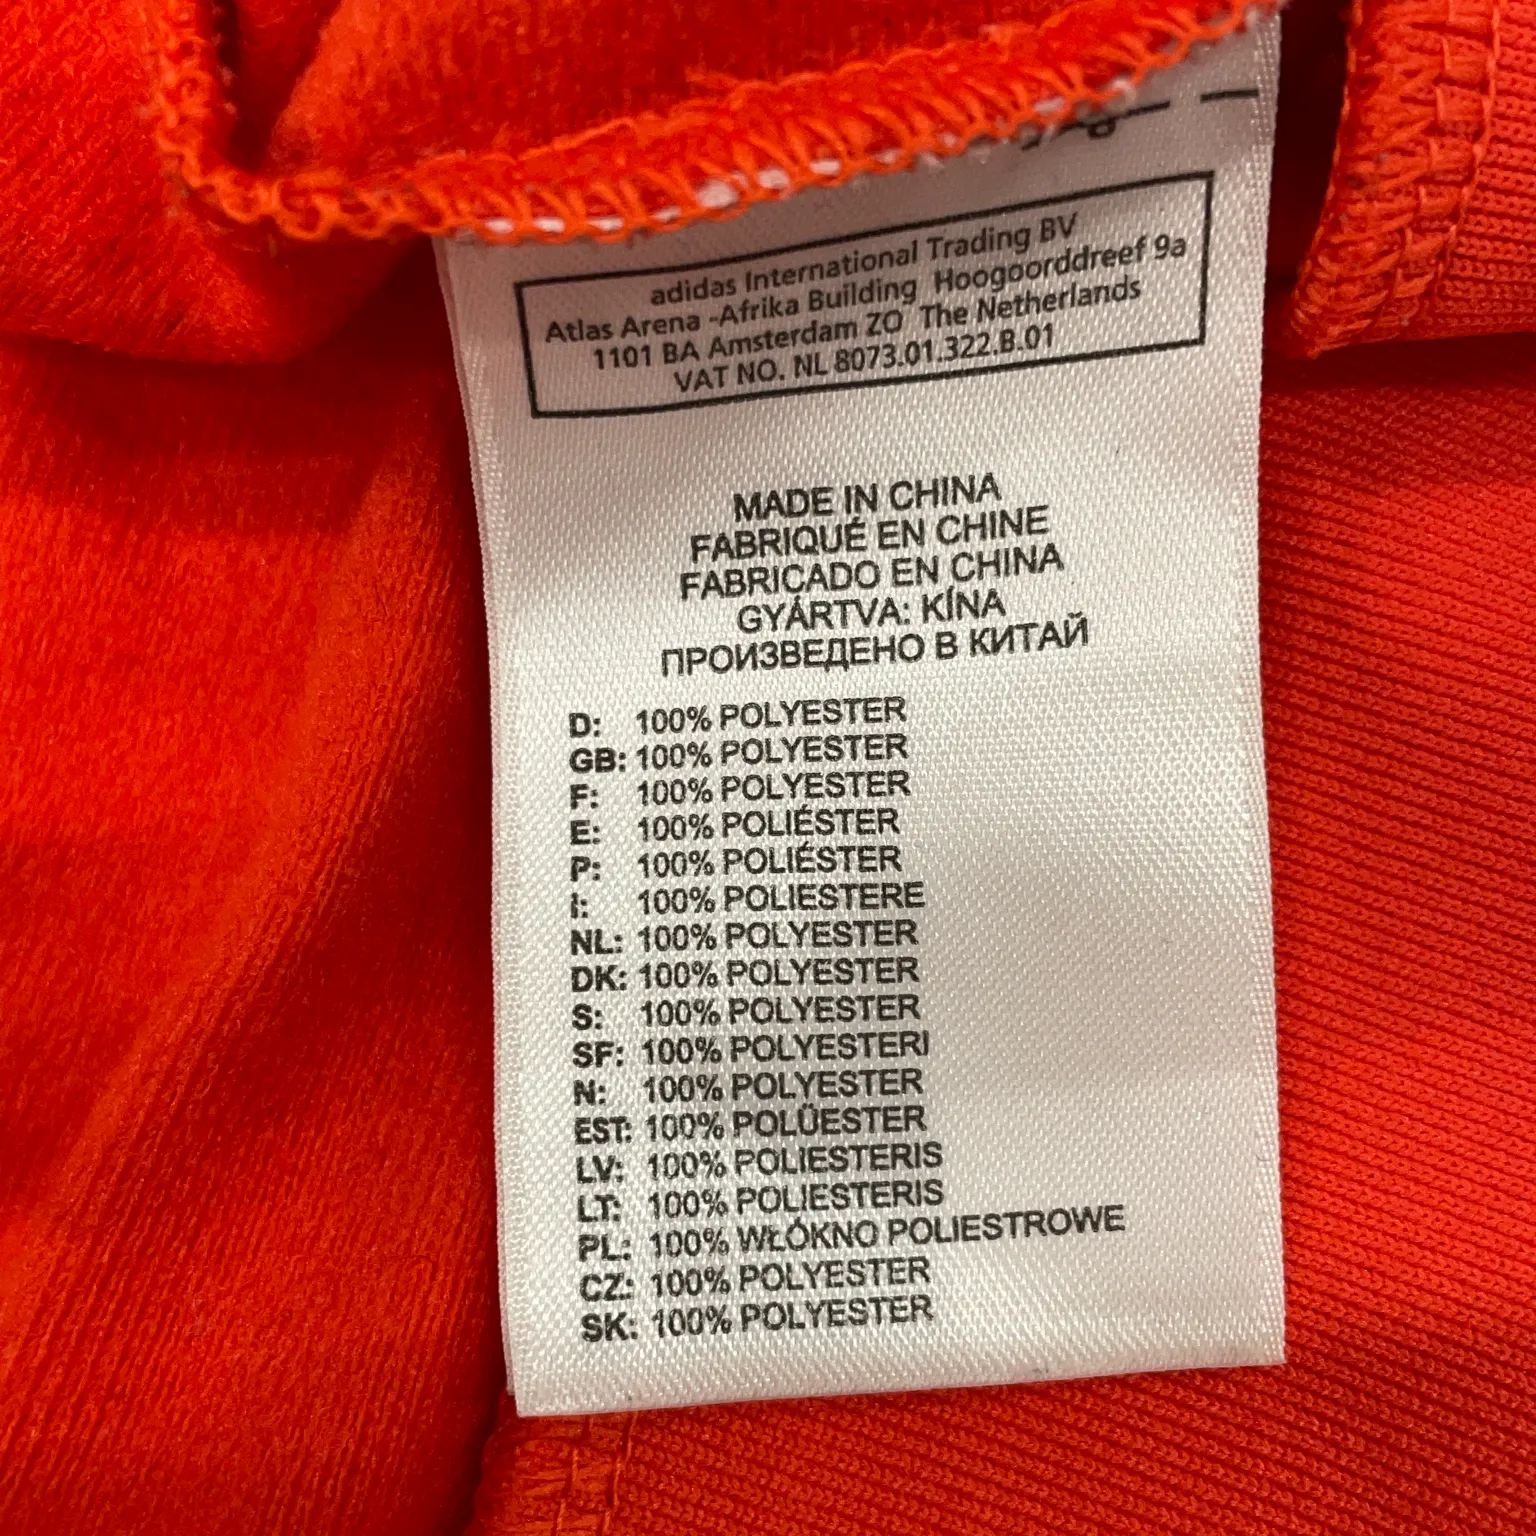 adidas International Trading BV
Atlas Arena -Afrika Building Hoogoorddreef 9a
1101 BA Amsterdam ZO The Netherlands
VAT NO. NL 8073.01.322.B.01
MADE IN CHINA
FABRIQUÉ EN CHINE
FABRICADO EN CHINA
GYÁRTVA: KÍNA
ПРОИЗВЕДЕНО В КИТАЙ
D: 100% POLYESTER
GB: 100% POLYESTER
F: 100% POLYESTER
E: 100% POLIÉSTER
P: 100% POLIÉSTER
I: 100% POLIESTERE
NL: 100% POLYESTER
DK: 100% POLYESTER
S: 100% POLYESTER
SF: 100% POLYESTERI
N: 100% POLYESTER
EST: 100% POLÜESTER
LV: 100% POLIESTERIS
LT: 100% POLIESTERIS
PL: 100% WŁÓKNO POLIESTROWE
CZ: 100% POLYESTER
SK: 100% POLYESTER